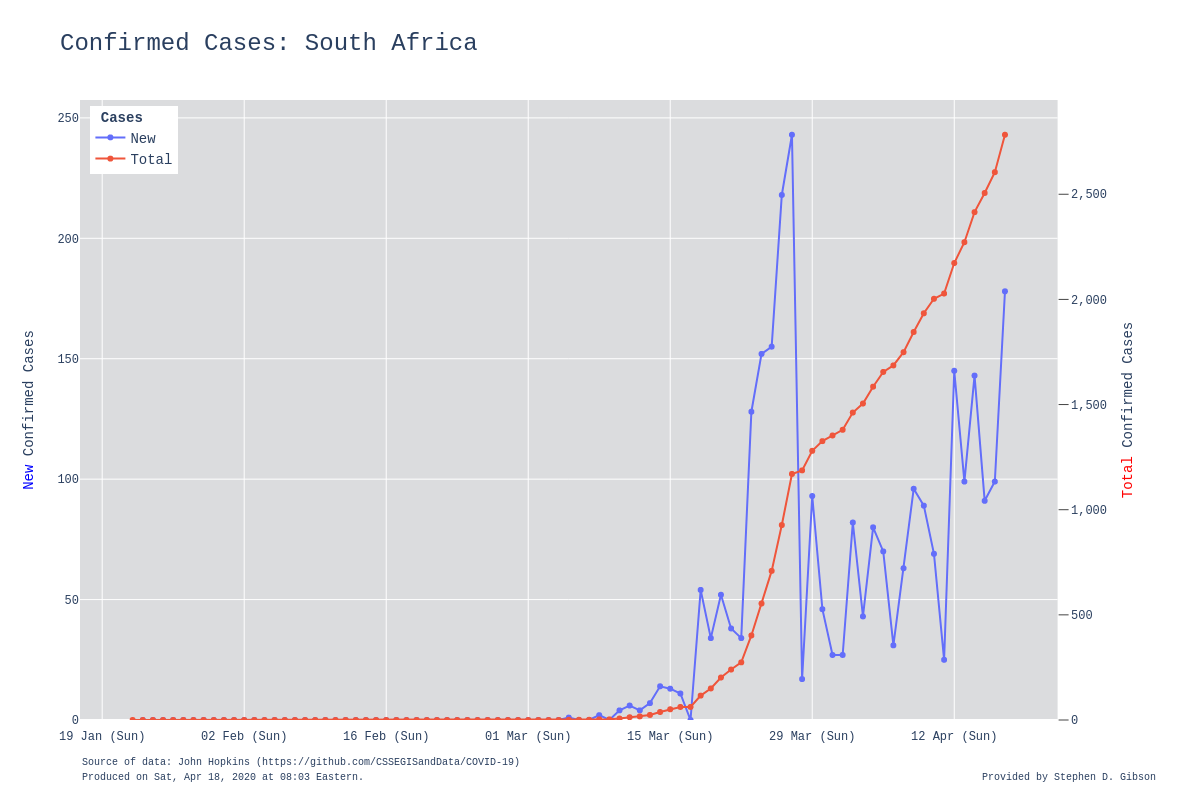 Confirmed Cases: South Africa
Cases
New
Total
250
200
150
100
50
0
2,500
2,000
1,500
1,000
500
0
New Confirmed Cases
Total Confirmed Cases
19 Jan (Sun) 02 Feb (Sun) 16 Feb (Sun) 01 Mar (Sun) 15 Mar (Sun) 29 Mar (Sun) 12 Apr (Sun)
Source of data: John Hopkins (https://github.com/CSSEGISandData/COVID-19)
Produced on Sat, Apr 18, 2020 at 08:03 Eastern.
Provided by Stephen D. Gibson